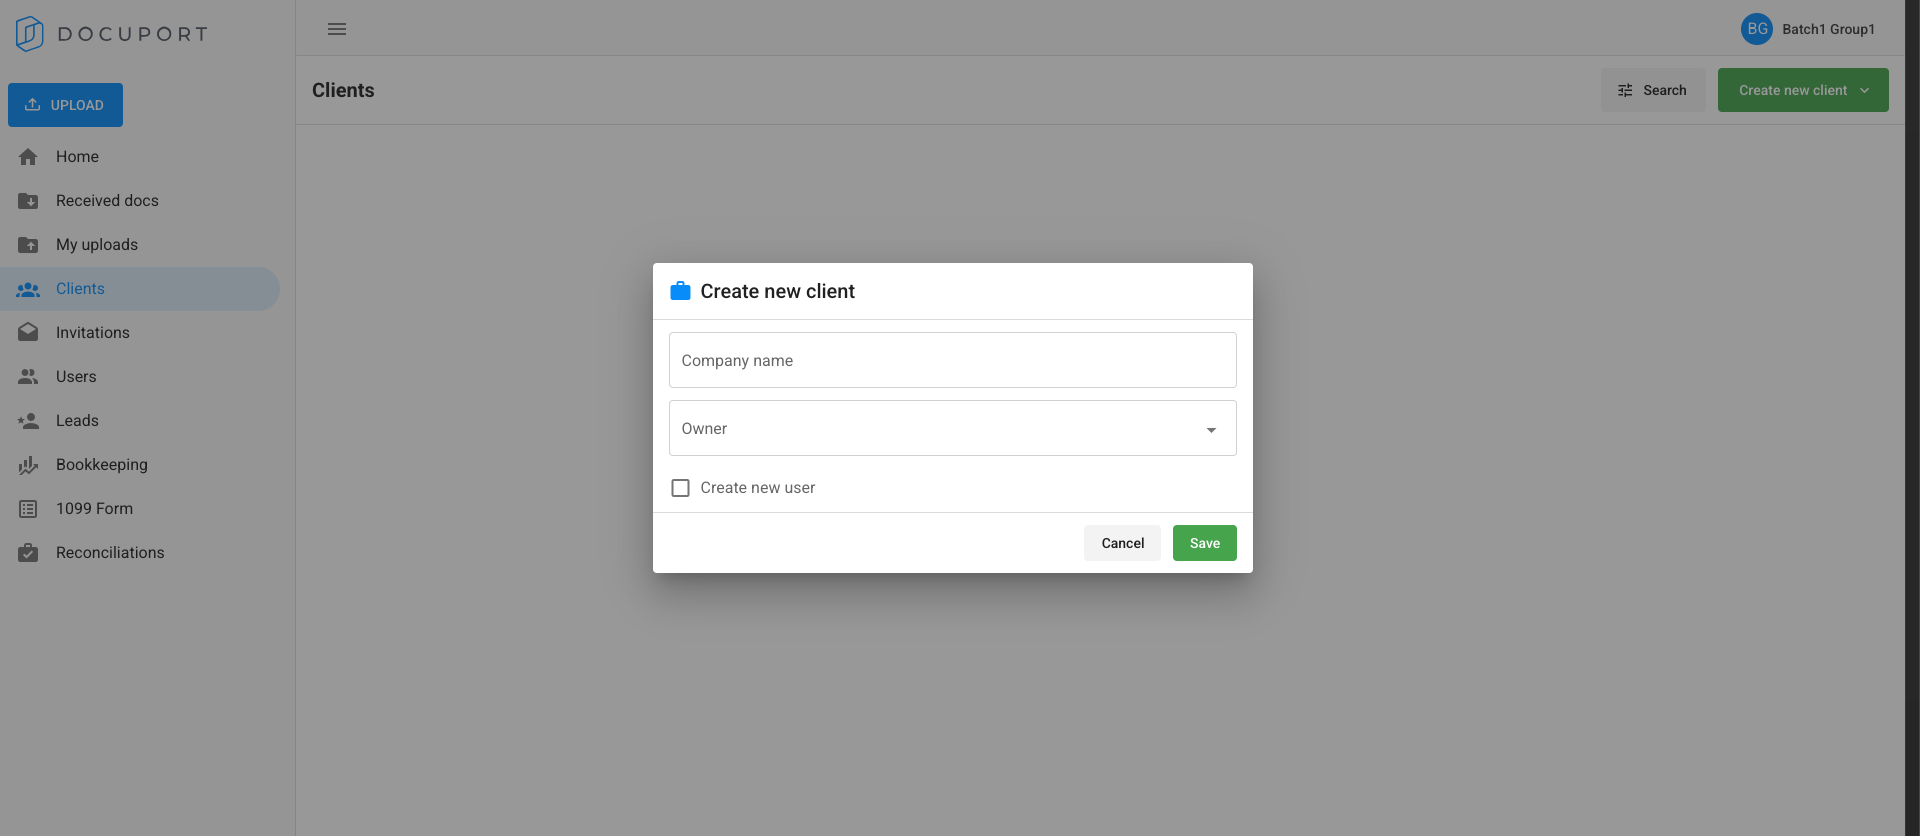 DOCUPORT
BG Batch1 Group1
UPLOAD
Home
Received docs
My uploads
Clients
Invitations
Users
Leads
Bookkeeping
1099 Form
Reconciliations
Clients
Search
Create new client
Create new client
Company name
Owner
Create new user
Cancel
Save